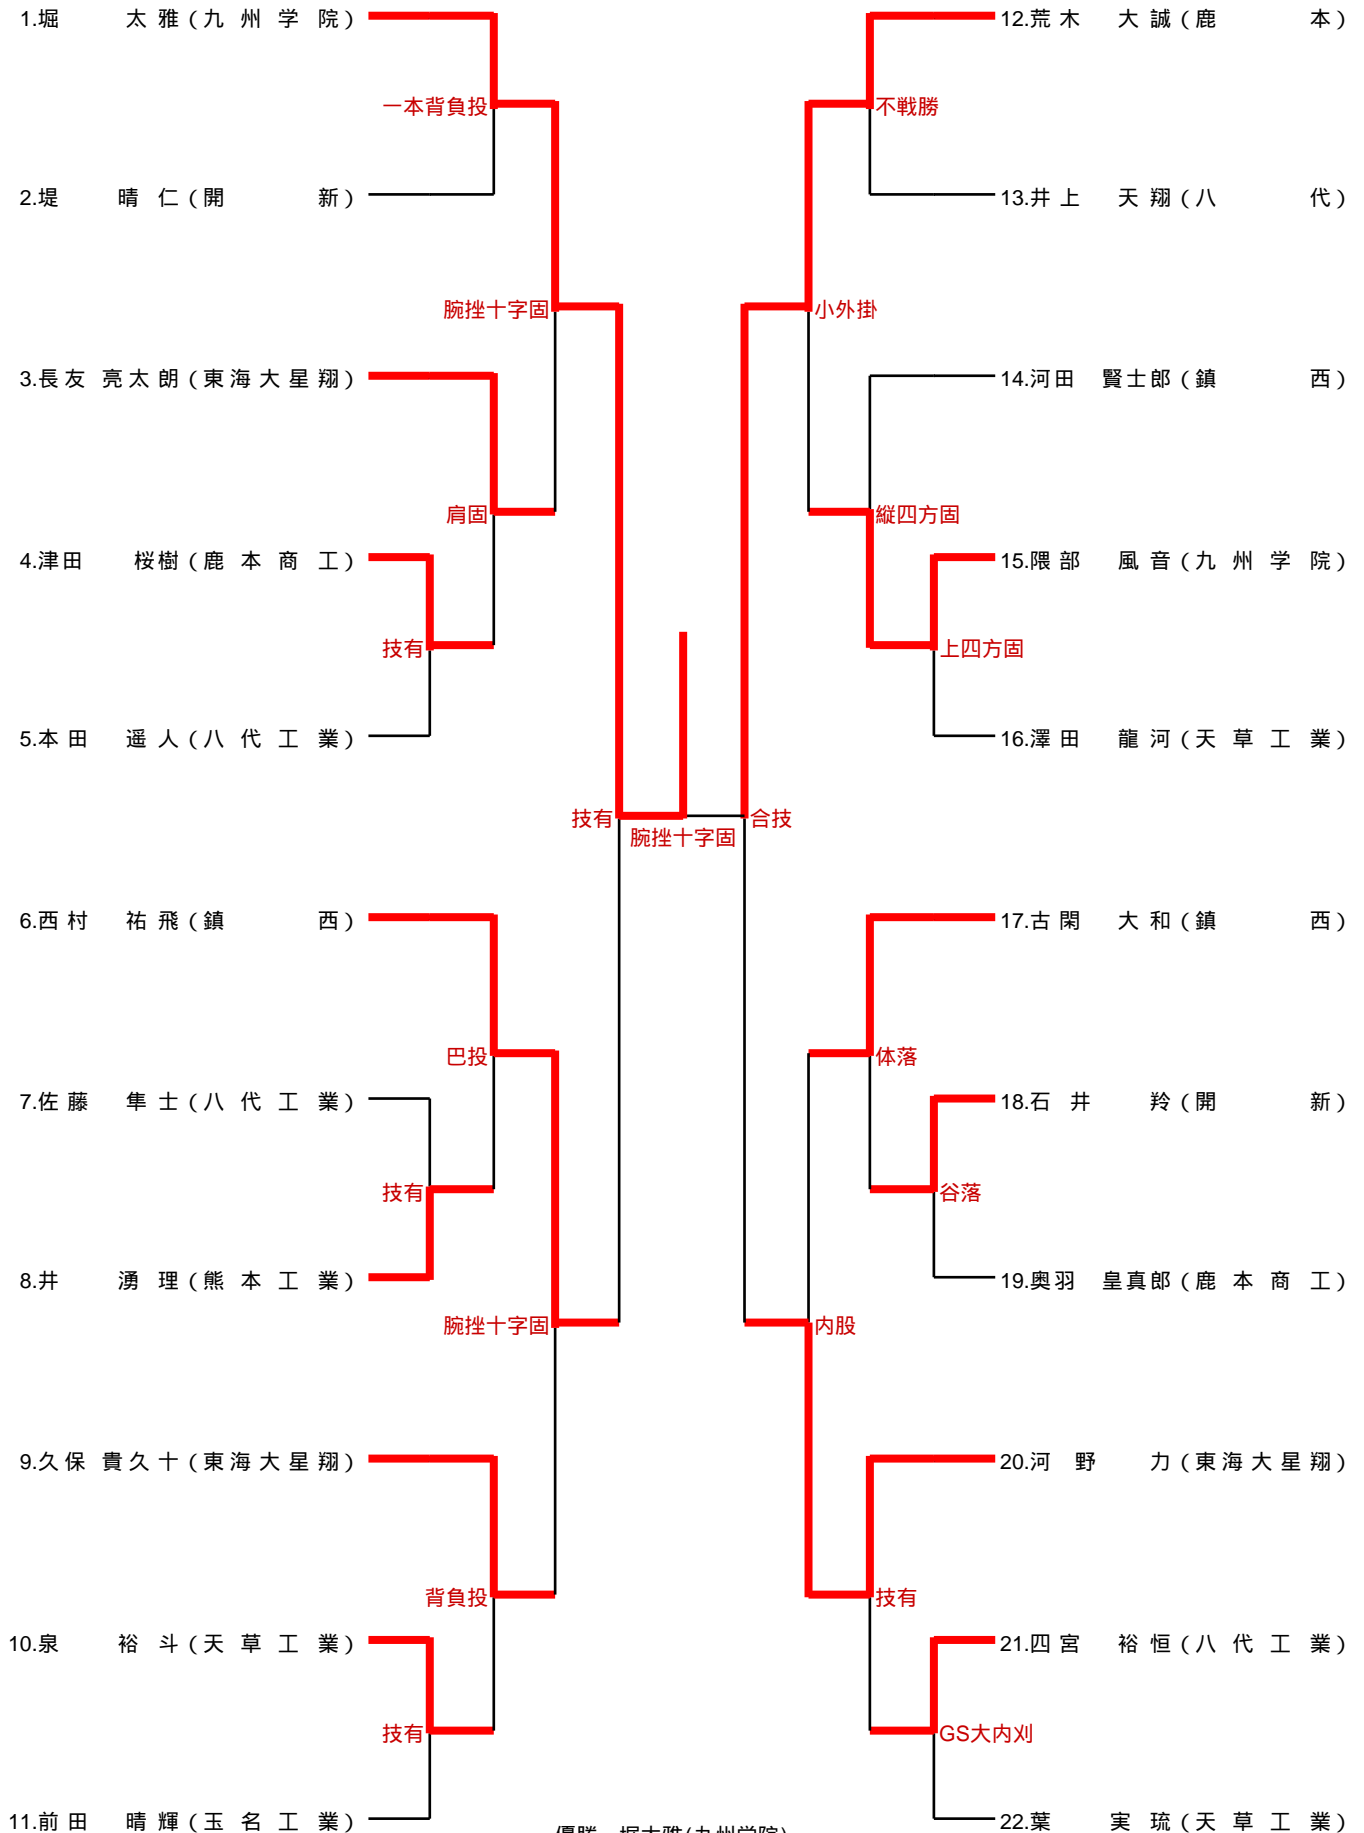 1.堀 太雅(九州学院)
一本背負投
2.堤 晴仁(開新)
腕挫十字固
3.長友 亮太朗(東海大星翔)
肩固
4.津田 桜樹(鹿本商工)
技有
5.本田 遥人(八代工業)
技有
腕挫十字固
合技
6.西村 祐飛(鎮西)
巴投
7.佐藤 隼士(八代工業)
技有
8.井 湧理(熊本工業)
腕挫十字固
9.久保 貴久十(東海大星翔)
背負投
10.泉 裕斗(天草工業)
技有
11.前田 晴輝(玉名工業)
12.荒木 大誠(鹿本)
不戦勝
13.井上 天翔(八代)
小外掛
14.河田 賢士郎(鎮西)
縦四方固
15.隈部 風音(九州学院)
上四方固
16.澤田 龍河(天草工業)
17.古閑 大和(鎮西)
体落
18.石井 羚(開新)
谷落
19.奥羽 皇真郎(鹿本商工)
内股
20.河野 力(東海大星翔)
技有
21.四宮 裕恒(八代工業)
GS大内刈
22.葉 実琉(天草工業)
優勝 堀太雅(九州学院)